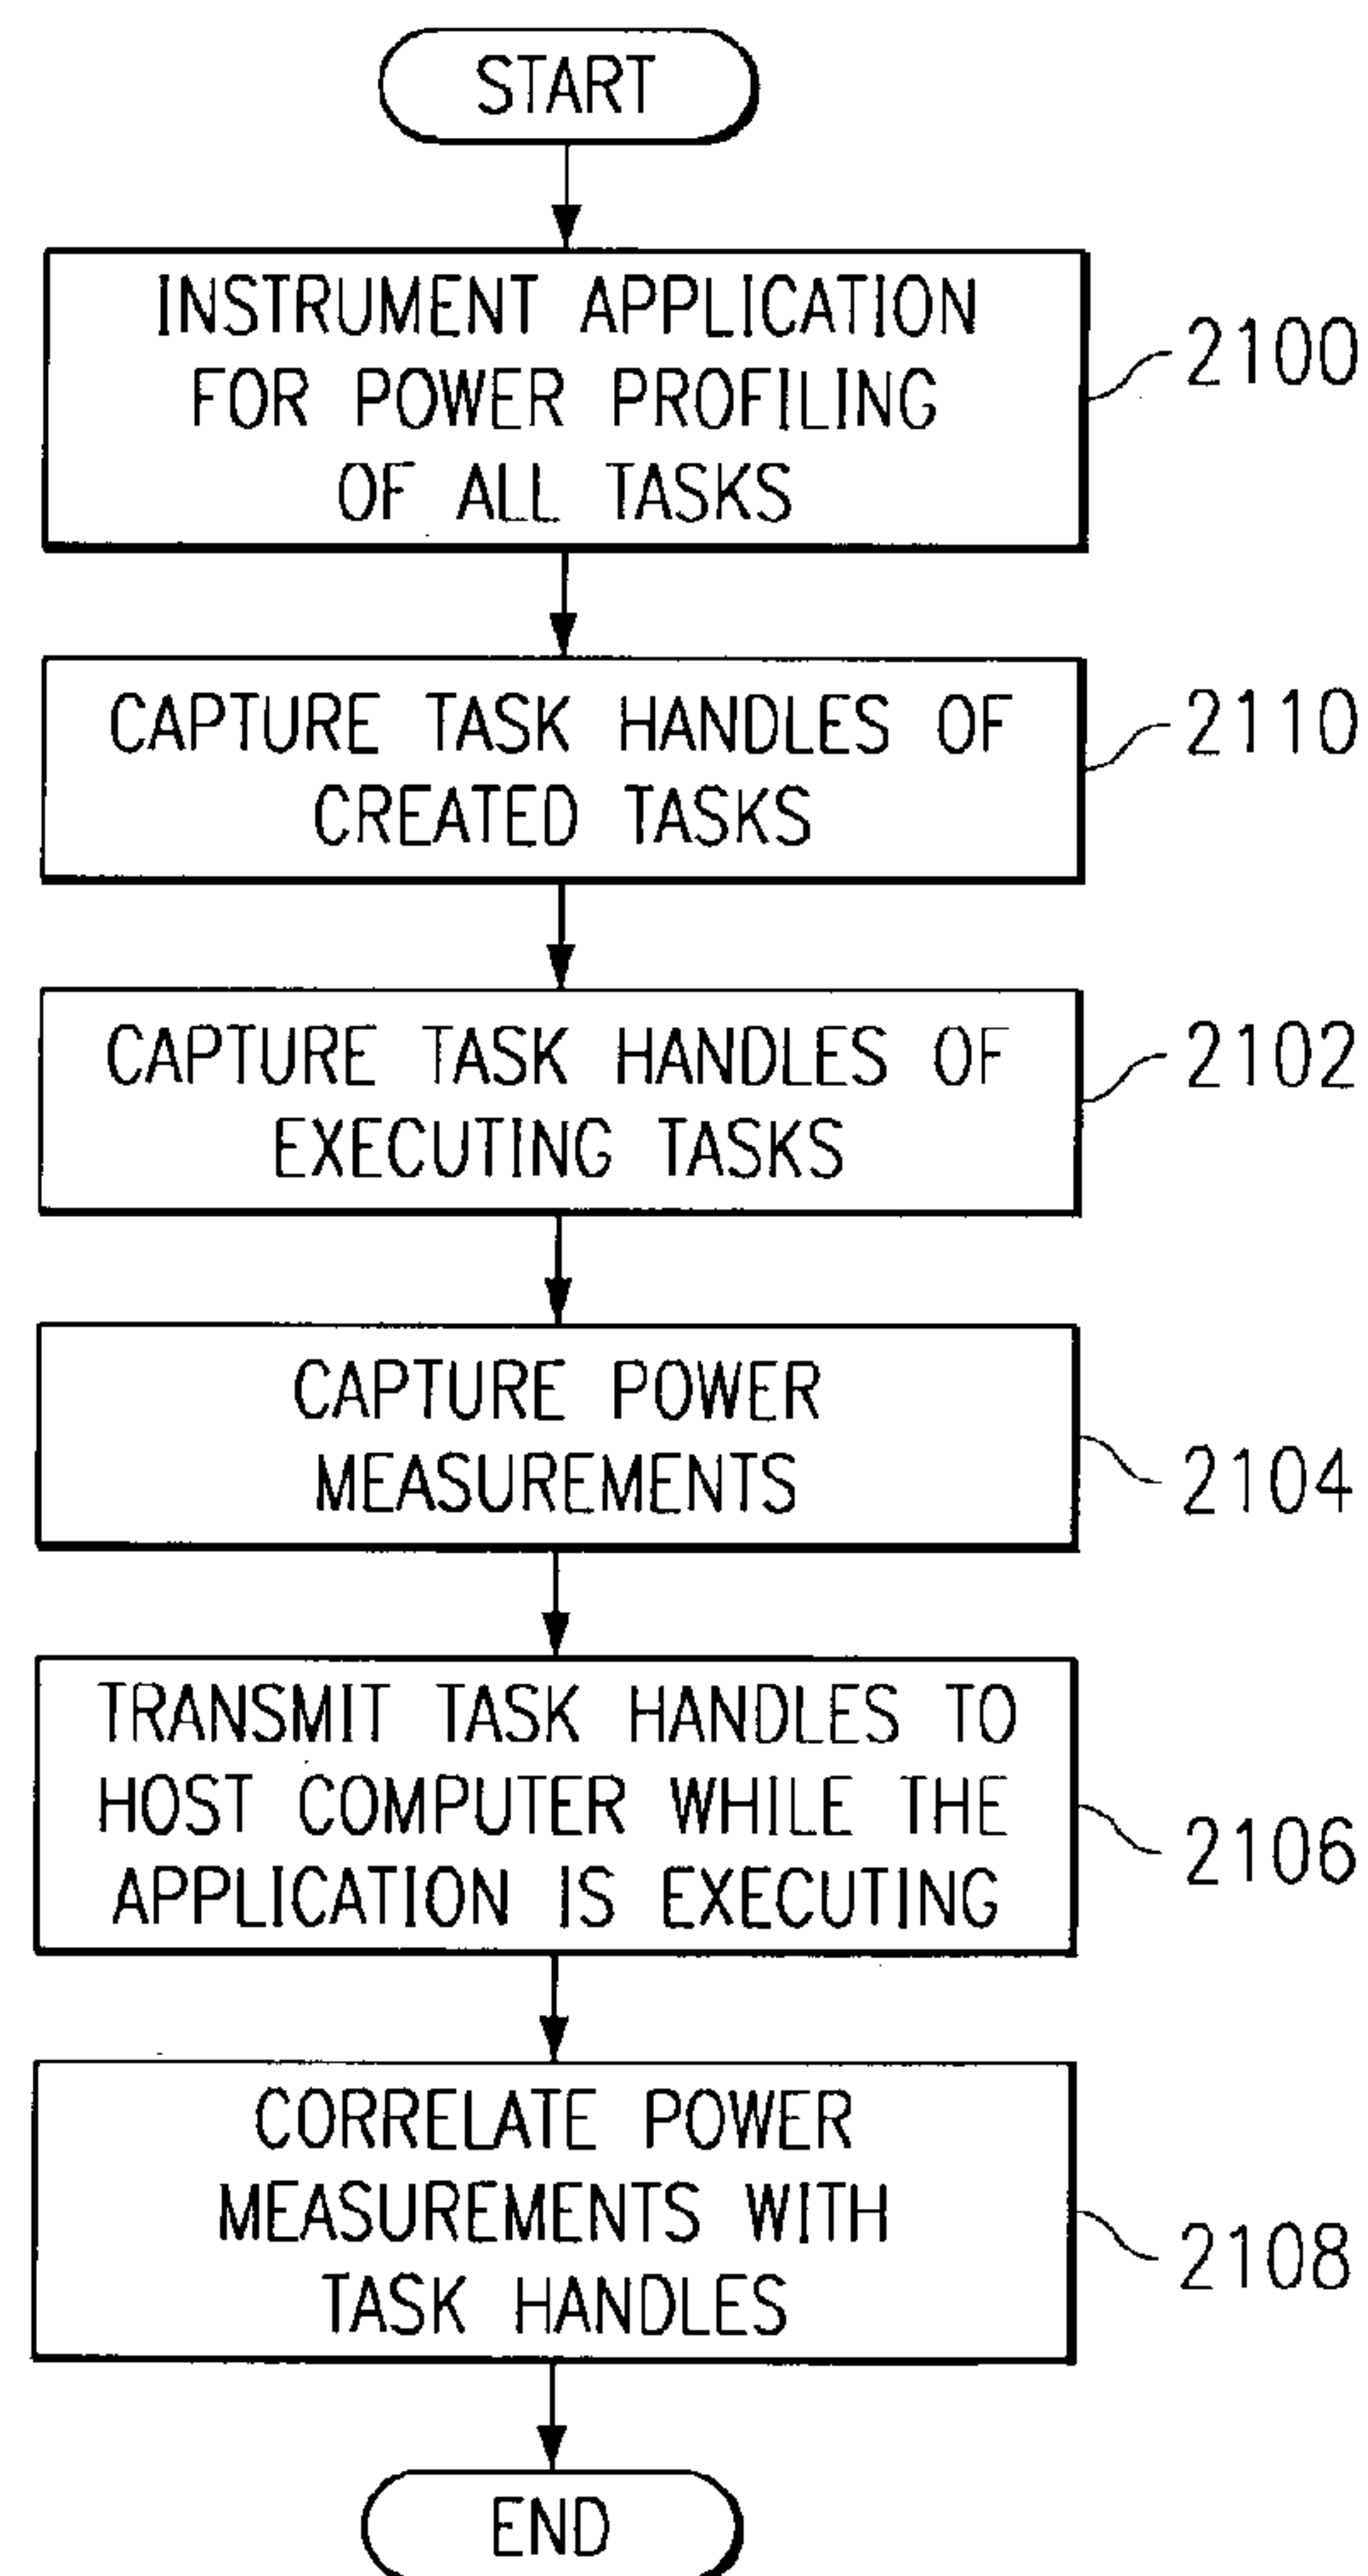 START
INSTRUMENT APPLICATION
FOR POWER PROFILING
OF ALL TASKS
2100
CAPTURE TASK HANDLES OF
CREATED TASKS
2110
CAPTURE TASK HANDLES OF
EXECUTING TASKS
2102
CAPTURE POWER
MEASUREMENTS
2104
TRANSMIT TASK HANDLES TO
HOST COMPUTER WHILE THE
APPLICATION IS EXECUTING
2106
CORRELATE POWER
MEASUREMENTS WITH
TASK HANDLES
2108
END